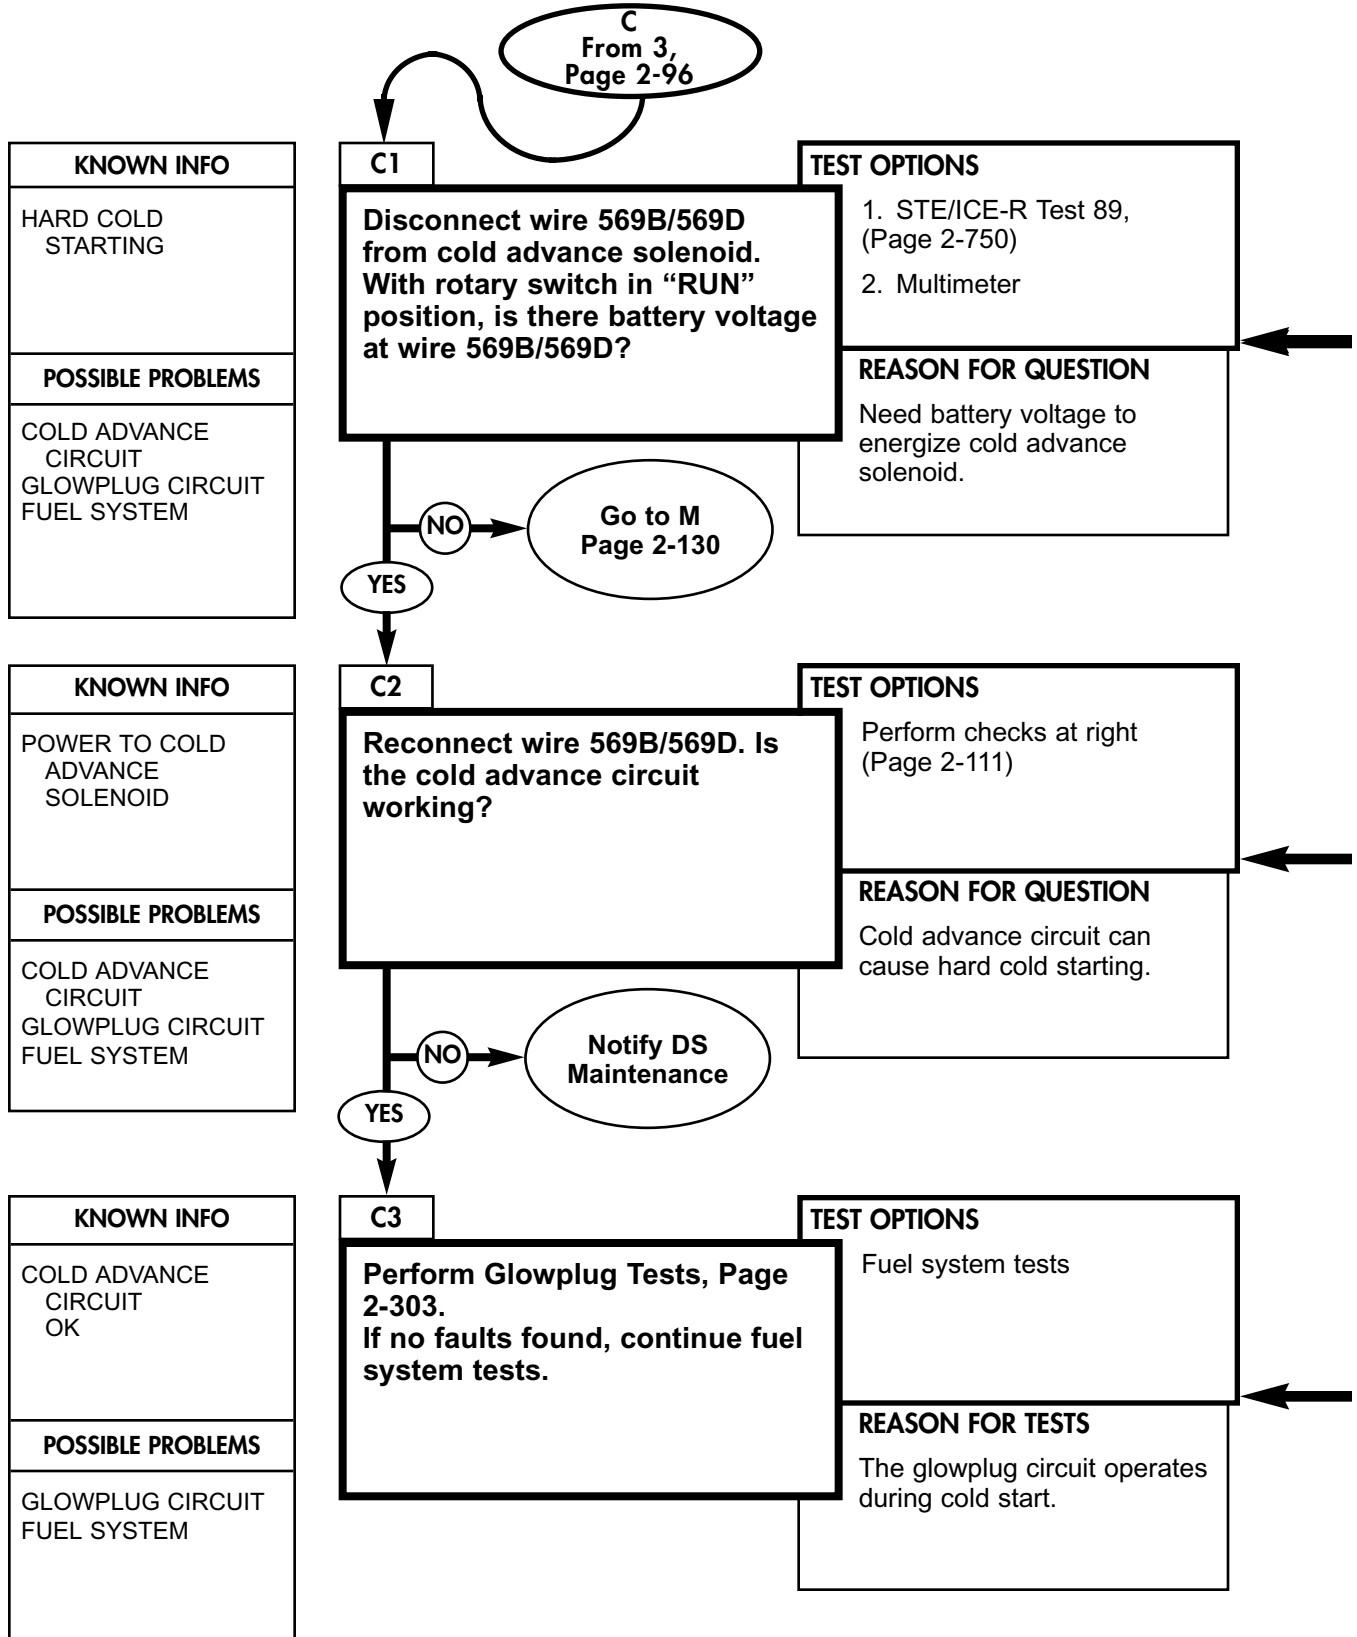 C
From 3,
Page 2-96
KNOWN INFO
HARD COLD
STARTING
POSSIBLE PROBLEMS
COLD ADVANCE
CIRCUIT
GLOWPLUG CIRCUIT
FUEL SYSTEM
C1
Disconnect wire 569B/569D
from cold advance solenoid.
With rotary switch in “RUN”
position, is there battery voltage
at wire 569B/569D?
TEST OPTIONS
1. STE/ICE-R Test 89,
(Page 2-750)
2. Multimeter
REASON FOR QUESTION
Need battery voltage to
energize cold advance
solenoid.
NO
Go to M
Page 2-130
YES
KNOWN INFO
POWER TO COLD
ADVANCE
SOLENOID
POSSIBLE PROBLEMS
COLD ADVANCE
CIRCUIT
GLOWPLUG CIRCUIT
FUEL SYSTEM
C2
Reconnect wire 569B/569D. Is
the cold advance circuit
working?
TEST OPTIONS
Perform checks at right
(Page 2-111)
REASON FOR QUESTION
Cold advance circuit can
cause hard cold starting.
NO
Notify DS
Maintenance
YES
KNOWN INFO
COLD ADVANCE
CIRCUIT
OK
POSSIBLE PROBLEMS
GLOWPLUG CIRCUIT
FUEL SYSTEM
C3
Perform Glowplug Tests, Page
2-303.
If no faults found, continue fuel
system tests.
TEST OPTIONS
Fuel system tests
REASON FOR TESTS
The glowplug circuit operates
during cold start.